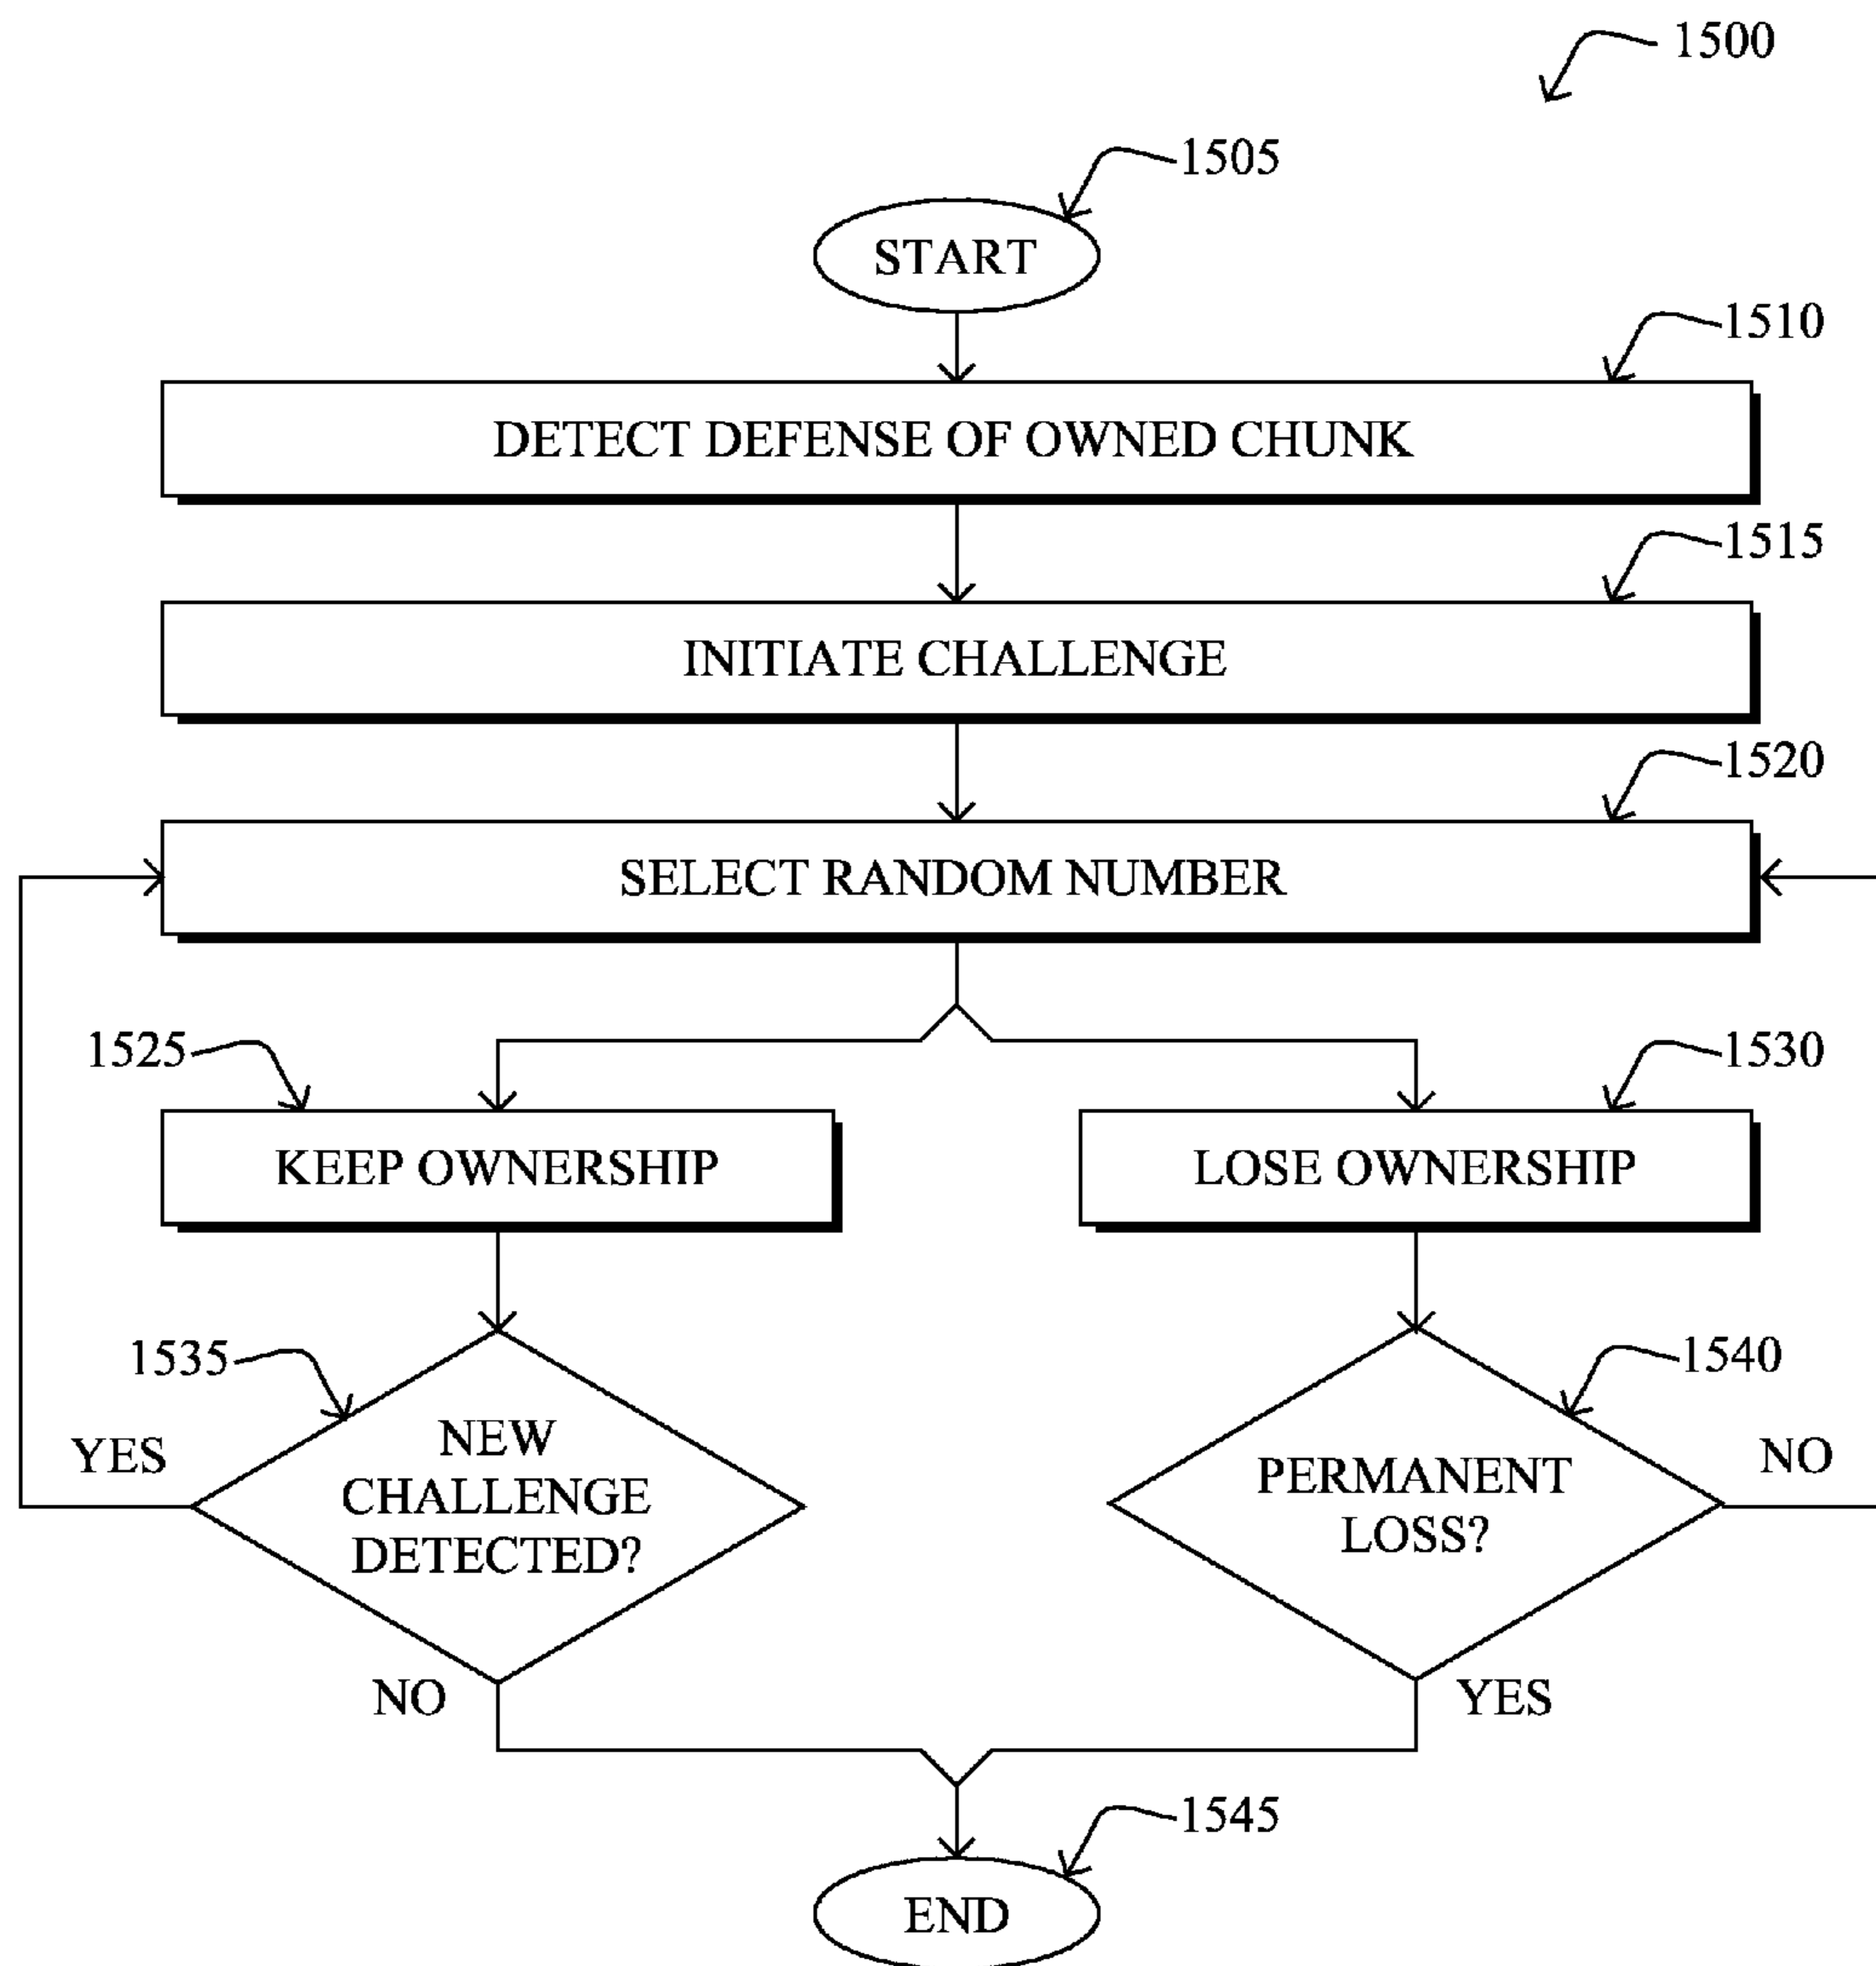 1500
1505
START
1510
DETECT DEFENSE OF OWNED CHUNK
1515
INITIATE CHALLENGE
1520
SELECT RANDOM NUMBER
1525
1530
KEEP OWNERSHIP
LOSE OWNERSHIP
1535
1540
YES
NEW
CHALLENGE
DETECTED?
PERMANENT
LOSS?
NO
NO
YES
1545
END